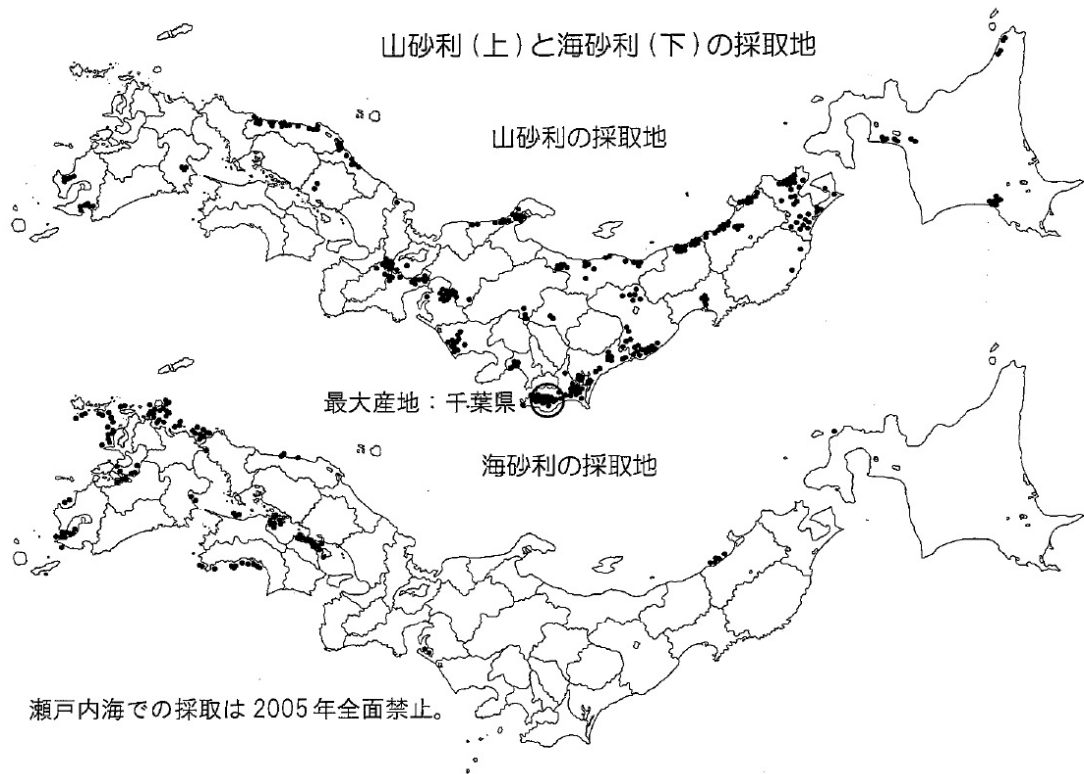 山砂利(上)と海砂利(下)の採取地
山砂利の採取地
最大産地：千葉県
海砂利の採取地
瀬戸内海での採取は2005年全面禁止。